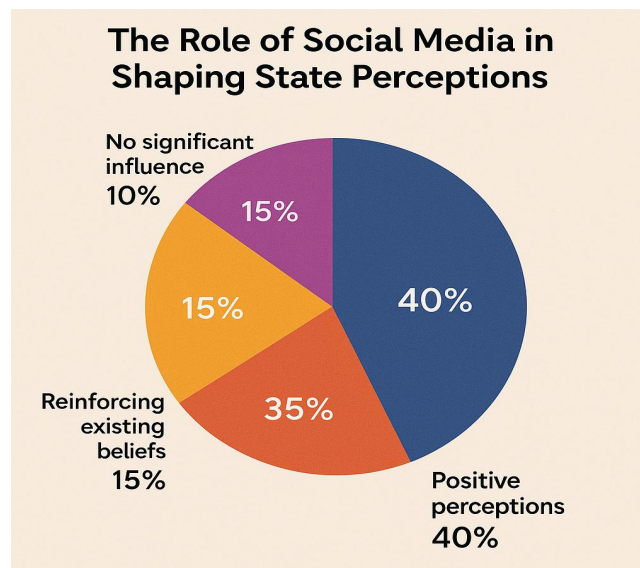 The Role of Social Media in
Shaping State Perceptions
No significant
influence
10%
15%
40%
15%
35%
Reinforcing
existing
beliefs
15%
Positive
perceptions
40%